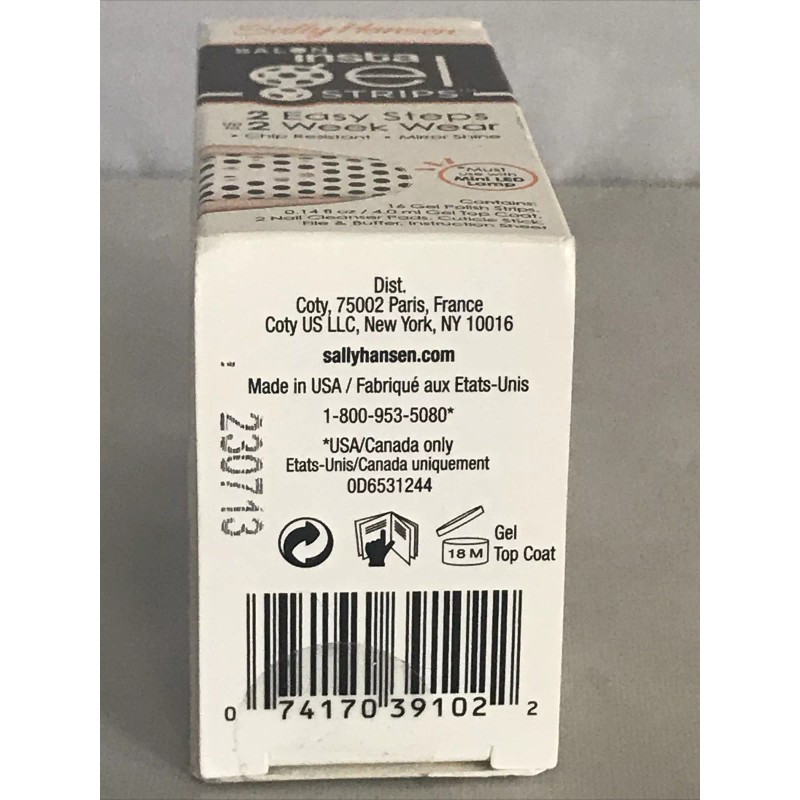 Sally Hansen
SALON
insta
gel
STRIPS™
2 Easy Steps
2 Week Wear
• Chip Resistant • Mirror Shine
*Must
use with
Mini LED
Lamp
Contains:
16 Gel Polish Strips,
0.14 fl oz / 4.0 ml Gel Top Coat,
2 Nail Cleanser Pads, Cuticle Stick,
File & Buffer, Instruction Sheet
Dist.
Coty, 75002 Paris, France
Coty US LLC, New York, NY 10016
sallyhansen.com
Made in USA / Fabriqué aux Etats-Unis
1-800-953-5080*
*USA/Canada only
Etats-Unis/Canada uniquement
0D6531244
230713
18 M
Gel
Top Coat
0 74170 39102 2